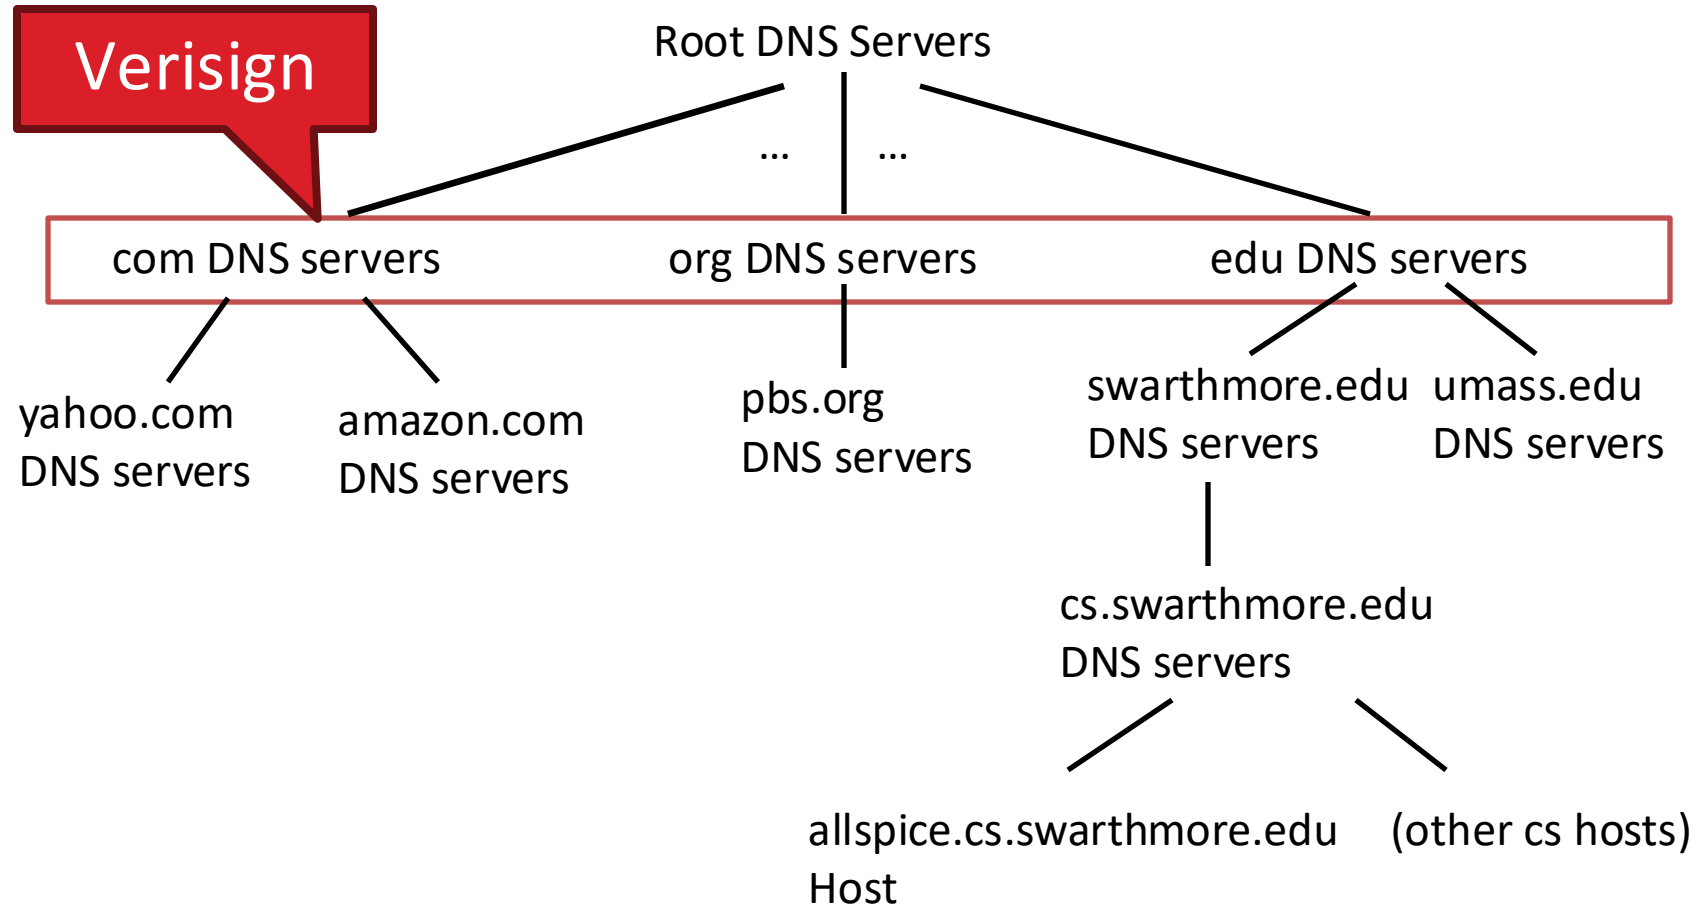 Verisign
Root DNS Servers
... ...
com DNS servers org DNS servers edu DNS servers
yahoo.com
DNS servers
amazon.com
DNS servers
pbs.org
DNS servers
swarthmore.edu
DNS servers
umass.edu
DNS servers
cs.swarthmore.edu
DNS servers
allspice.cs.swarthmore.edu
Host
(other cs hosts)